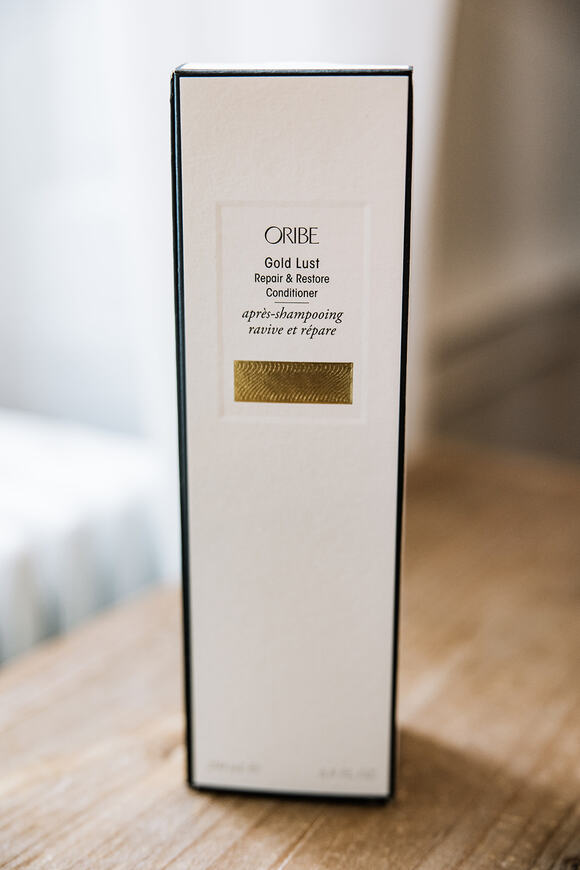 ORIBE
Gold Lust
Repair & Restore
Conditioner
après-shampooing
ravive et répare